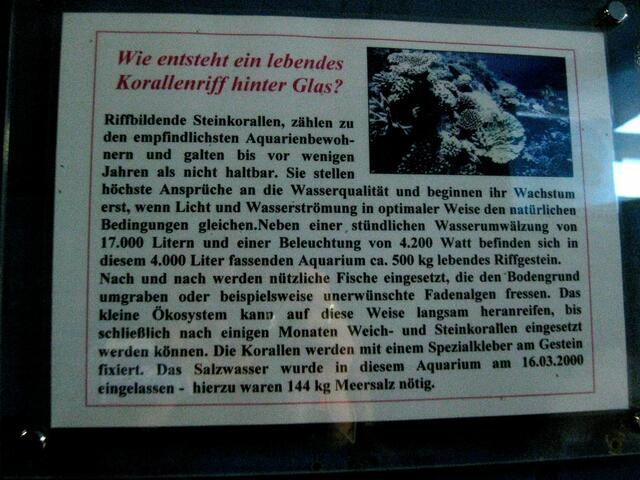 Wie entsteht ein lebendes
Korallenriff hinter Glas?
Riffbildende Steinkorallen, zählen zu
den empfindlichsten Aquarienbewoh-
nern und galten bis vor wenigen
Jahren als nicht haltbar. Sie stellen
höchste Ansprüche an die Wasserqualität und beginnen ihr Wachstum
erst, wenn Licht und Wasserströmung in optimaler Weise den natürlichen
Bedingungen gleichen.Neben einer stündlichen Wasserumwälzung von
17.000 Litern und einer Beleuchtung von 4.200 Watt befinden sich in
diesem 4.000 Liter fassenden Aquarium ca. 500 kg lebendes Riffgestein.
Nach und nach werden nützliche Fische eingesetzt, die den Bodengrund
umgraben oder beispielsweise unerwünschte Fadenalgen fressen. Das
kleine Ökosystem kann auf diese Weise langsam heranreifen, bis
schließlich nach einigen Monaten Weich- und Steinkorallen eingesetzt
werden können. Die Korallen werden mit einem Spezialkleber am Gestein
fixiert. Das Salzwasser wurde in diesem Aquarium am 16.03.2000
eingelassen - hierzu waren 144 kg Meersalz nötig.